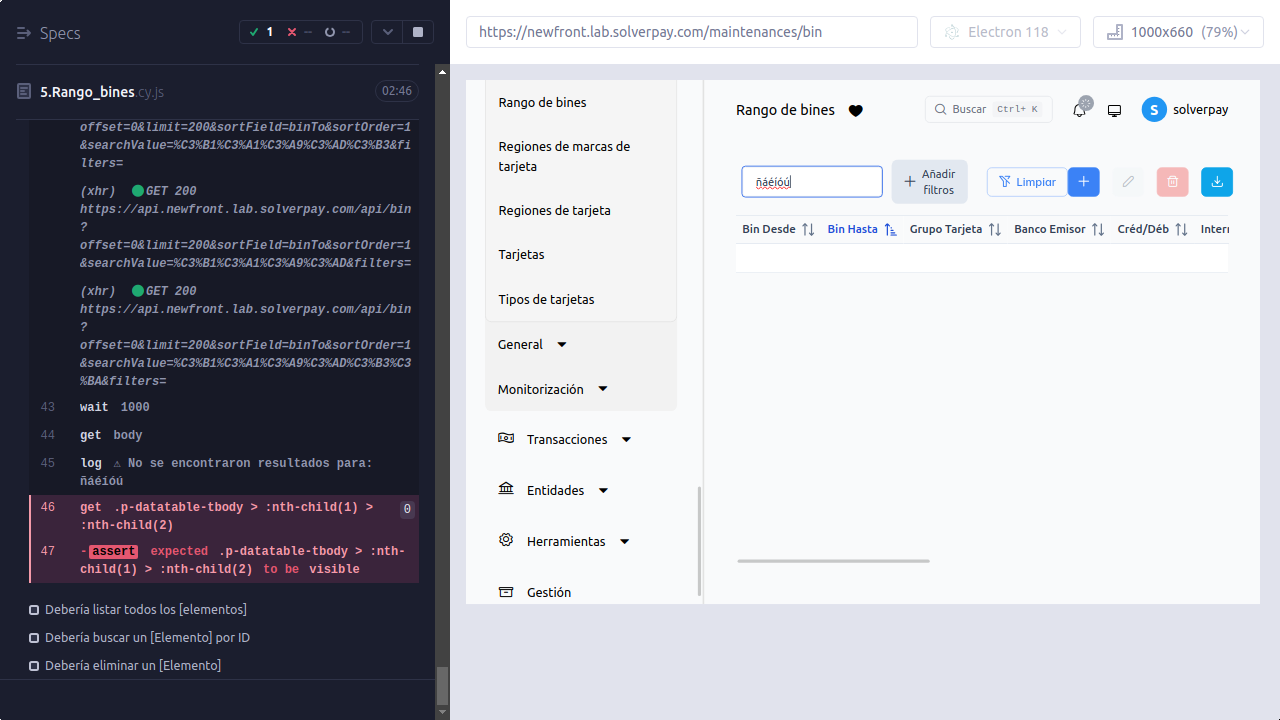 Specs
1
--
--
5.Rango_bines.cy.js
02:46
offset=0&limit=200&sortField=binTo&sortOrder=1
&searchValue=%C3%B1%C3%A1%C3%A9%C3%AD%C3%B3&fi
lters=
(xhr) GET 200
https://api.newfront.lab.solverpay.com/api/bin
?
offset=0&limit=200&sortField=binTo&sortOrder=1
&searchValue=%C3%B1%C3%A1%C3%A9%C3%AD&filters=
(xhr) GET 200
https://api.newfront.lab.solverpay.com/api/bin
?
offset=0&limit=200&sortField=binTo&sortOrder=1
&searchValue=%C3%B1%C3%A1%C3%A9%C3%AD%C3%B3%C3
%BA&filters=
43 wait 1000
44 get body
45 log ⚠ No se encontraron resultados para:
ñáéíóú
46 get .p-datatable-tbody > :nth-child(1) > 0
:nth-child(2)
47 -assert expected .p-datatable-tbody > :nth-
child(1) > :nth-child(2) to be visible
Debería listar todos los [elementos]
Debería buscar un [Elemento] por ID
Debería eliminar un [Elemento]
https://newfront.lab.solverpay.com/maintenances/bin
Electron 118
1000x660 (79%)
Rango de bines
Regiones de marcas de
tarjeta
Regiones de tarjeta
Tarjetas
Tipos de tarjetas
General
Monitorización
Transacciones
Entidades
Herramientas
Gestión
Rango de bines
Buscar Ctrl+ K
S solverpay
ñáéíóú
Añadir
filtros
Limpiar
Bin Desde Bin Hasta Grupo Tarjeta Banco Emisor Créd/Déb Interr